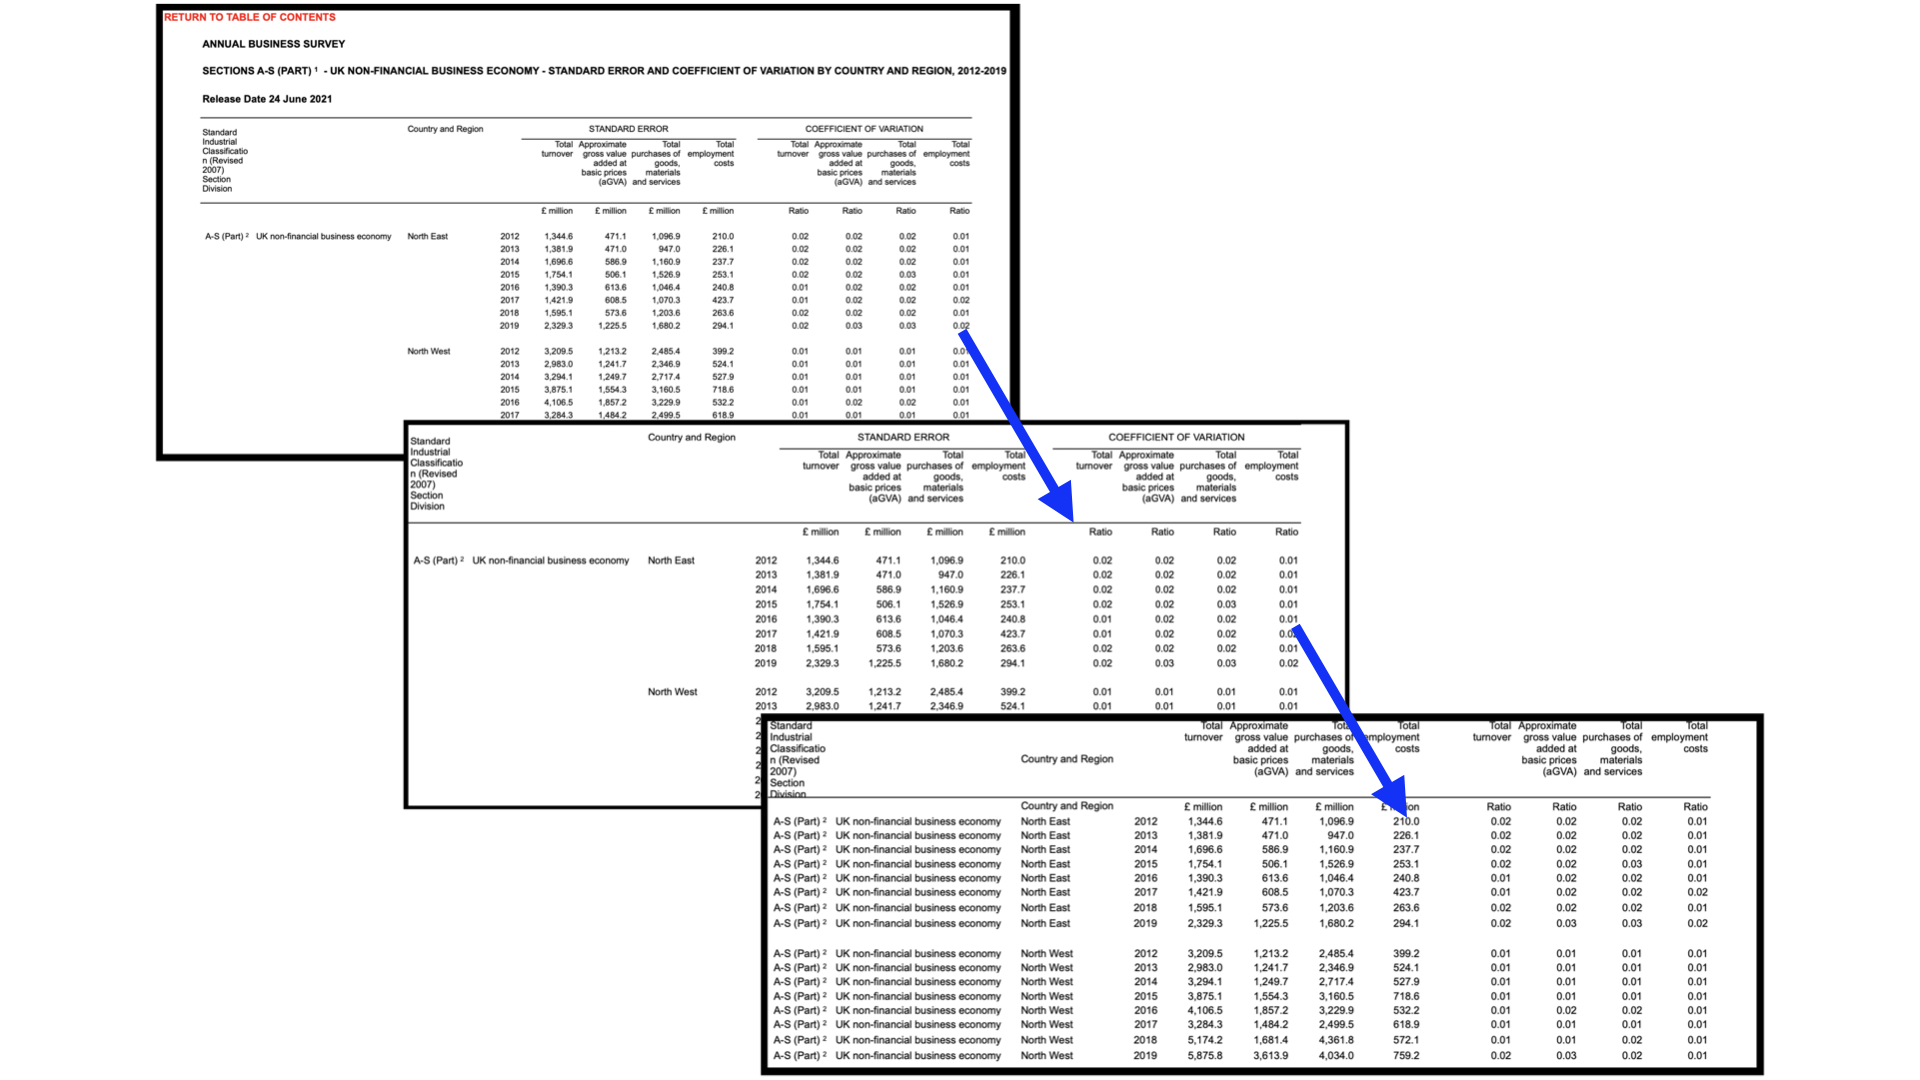 RETURN TO TABLE OF CONTENTS
ANNUAL BUSINESS SURVEY
SECTIONS A-S (PART) ¹ - UK NON-FINANCIAL BUSINESS ECONOMY - STANDARD ERROR AND COEFFICIENT OF VARIATION BY COUNTRY AND REGION, 2012-2019
Release Date 24 June 2021
Standard Country and Region STANDARD ERROR COEFFICIENT OF VARIATION
Industrial Total Approximate Total Total Total Approximate Total Total
Classificatio turnover gross value purchases of employment turnover gross value purchases of employment
n (Revised added at goods, costs added at goods, costs
2007) basic prices materials basic prices materials
Section (aGVA) and services (aGVA) and services
Division
£ million £ million £ million £ million Ratio Ratio Ratio Ratio
A-S (Part) ² UK non-financial business economy North East 2012 1,344.6 471.1 1,096.9 210.0 0.02 0.02 0.02 0.01
2013 1,381.9 471.0 947.0 226.1 0.02 0.02 0.02 0.01
2014 1,696.6 586.9 1,160.9 237.7 0.02 0.02 0.02 0.01
2015 1,754.1 506.1 1,526.9 253.1 0.02 0.02 0.03 0.01
2016 1,390.3 613.6 1,046.4 240.8 0.01 0.02 0.02 0.01
2017 1,421.9 608.5 1,070.3 423.7 0.01 0.02 0.02 0.02
2018 1,595.1 573.6 1,203.6 263.6 0.02 0.02 0.02 0.01
2019 2,329.3 1,225.5 1,680.2 294.1 0.02 0.03 0.03 0.02
North West 2012 3,209.5 1,213.2 2,485.4 399.2 0.01 0.01 0.01 0.01
2013 2,983.0 1,241.7 2,346.9 524.1 0.01 0.01 0.01 0.01
2014 3,294.1 1,249.7 2,717.4 527.9 0.01 0.01 0.01 0.01
2015 3,875.1 1,554.3 3,160.5 718.6 0.01 0.01 0.01 0.01
2016 4,106.5 1,857.2 3,229.9 532.2 0.01 0.02 0.02 0.01
2017 3,284.3 1,484.2 2,499.5 618.9 0.01 0.01 0.01 0.01
Standard Country and Region STANDARD ERROR COEFFICIENT OF VARIATION
Industrial Total Approximate Total Total Total Approximate Total Total
Classificatio turnover gross value purchases of employment turnover gross value purchases of employment
n (Revised added at goods, costs added at goods, costs
2007) basic prices materials basic prices materials
Section (aGVA) and services (aGVA) and services
Division
£ million £ million £ million £ million Ratio Ratio Ratio Ratio
A-S (Part) ² UK non-financial business economy North East 2012 1,344.6 471.1 1,096.9 210.0 0.02 0.02 0.02 0.01
2013 1,381.9 471.0 947.0 226.1 0.02 0.02 0.02 0.01
2014 1,696.6 586.9 1,160.9 237.7 0.02 0.02 0.02 0.01
2015 1,754.1 506.1 1,526.9 253.1 0.02 0.02 0.03 0.01
2016 1,390.3 613.6 1,046.4 240.8 0.01 0.02 0.02 0.01
2017 1,421.9 608.5 1,070.3 423.7 0.01 0.02 0.02 0.02
2018 1,595.1 573.6 1,203.6 263.6 0.02 0.02 0.02 0.01
2019 2,329.3 1,225.5 1,680.2 294.1 0.02 0.03 0.03 0.02
North West 2012 3,209.5 1,213.2 2,485.4 399.2 0.01 0.01 0.01 0.01
2013 2,983.0 1,241.7 2,346.9 524.1 0.01 0.01 0.01 0.01
Standard Total Approximate Total Total Total Approximate Total Total
Industrial turnover gross value purchases of employment turnover gross value purchases of employment
Classificatio added at goods, costs added at goods, costs
n (Revised Country and Region basic prices materials basic prices materials
2007) (aGVA) and services (aGVA) and services
Section
Division
Country and Region £ million £ million £ million Ratio Ratio Ratio Ratio
A-S (Part) ² UK non-financial business economy North East 2012 1,344.6 471.1 1,096.9 210.0 0.02 0.02 0.02 0.01
A-S (Part) ² UK non-financial business economy North East 2013 1,381.9 471.0 947.0 226.1 0.02 0.02 0.02 0.01
A-S (Part) ² UK non-financial business economy North East 2014 1,696.6 586.9 1,160.9 237.7 0.02 0.02 0.02 0.01
A-S (Part) ² UK non-financial business economy North East 2015 1,754.1 506.1 1,526.9 253.1 0.02 0.02 0.03 0.01
A-S (Part) ² UK non-financial business economy North East 2016 1,390.3 613.6 1,046.4 240.8 0.01 0.02 0.02 0.01
A-S (Part) ² UK non-financial business economy North East 2017 1,421.9 608.5 1,070.3 423.7 0.01 0.02 0.02 0.02
A-S (Part) ² UK non-financial business economy North East 2018 1,595.1 573.6 1,203.6 263.6 0.02 0.02 0.02 0.01
A-S (Part) ² UK non-financial business economy North East 2019 2,329.3 1,225.5 1,680.2 294.1 0.02 0.03 0.03 0.02
A-S (Part) ² UK non-financial business economy North West 2012 3,209.5 1,213.2 2,485.4 399.2 0.01 0.01 0.01 0.01
A-S (Part) ² UK non-financial business economy North West 2013 2,983.0 1,241.7 2,346.9 524.1 0.01 0.01 0.01 0.01
A-S (Part) ² UK non-financial business economy North West 2014 3,294.1 1,249.7 2,717.4 527.9 0.01 0.01 0.01 0.01
A-S (Part) ² UK non-financial business economy North West 2015 3,875.1 1,554.3 3,160.5 718.6 0.01 0.01 0.01 0.01
A-S (Part) ² UK non-financial business economy North West 2016 4,106.5 1,857.2 3,229.9 532.2 0.01 0.02 0.02 0.01
A-S (Part) ² UK non-financial business economy North West 2017 3,284.3 1,484.2 2,499.5 618.9 0.01 0.01 0.01 0.01
A-S (Part) ² UK non-financial business economy North West 2018 5,174.2 1,681.4 4,361.8 572.1 0.01 0.01 0.02 0.01
A-S (Part) ² UK non-financial business economy North West 2019 5,875.8 3,613.9 4,034.0 759.2 0.02 0.03 0.02 0.01